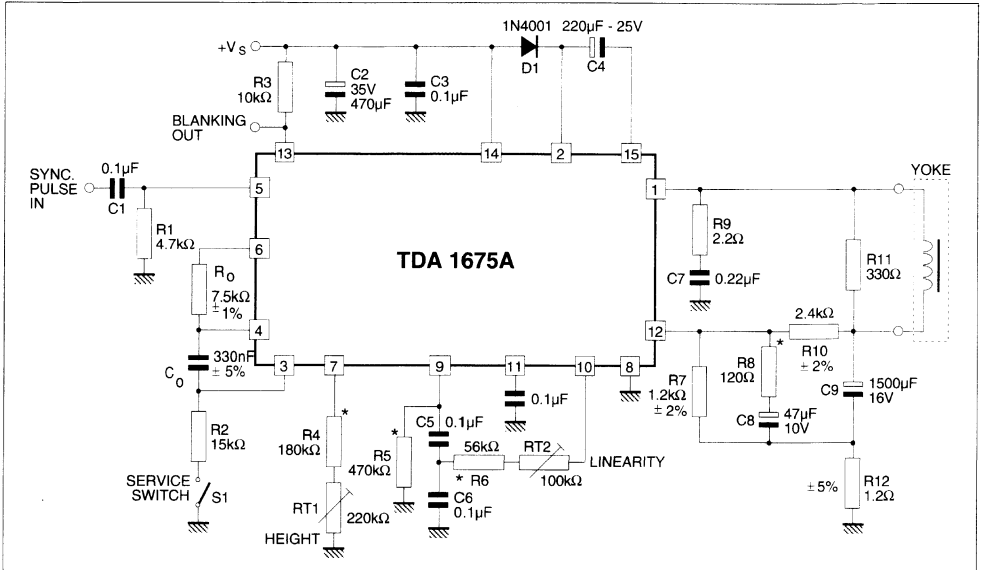 1N4001
220µF - 25V
+V S
D1
C4
R3
10kΩ
C2
35V
470µF
C3
0.1µF
BLANKING
OUT
13
14
2
15
SYNC.
PULSE
IN
0.1µF
C1
5
1
YOKE
R1
4.7kΩ
6
TDA 1675A
R9
2.2Ω
C7
0.22µF
R11
330Ω
R O
7.5kΩ
± 1%
4
12
2.4kΩ
R10
± 2%
C O
330nF
± 5%
3
7
9
11
10
8
R7
1.2kΩ
± 2%
*
R8
120Ω
C9
1500µF
16V
C8
47µF
10V
R2
15kΩ
*
R4
180kΩ
*
R5
470kΩ
C5
0.1µF
0.1µF
56kΩ
* R6
RT2
100kΩ
LINEARITY
C6
0.1µF
SERVICE
SWITCH
S1
RT1
220kΩ
HEIGHT
±5%
R12
1.2Ω